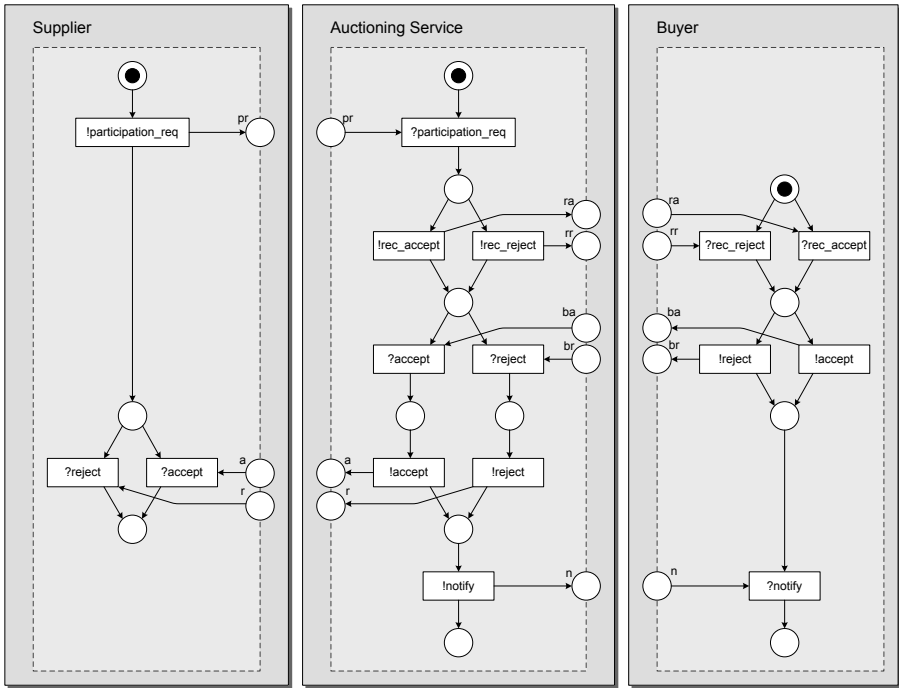 Supplier
!participation_req
pr
?reject
?accept
a
r
Auctioning Service
pr
?participation_req
ra
!rec_accept
!rec_reject
rr
ba
?accept
?reject
br
a
!accept
!reject
r
!notify
n
Buyer
ra
rr
?rec_reject
?rec_accept
ba
br
!reject
!accept
n
?notify